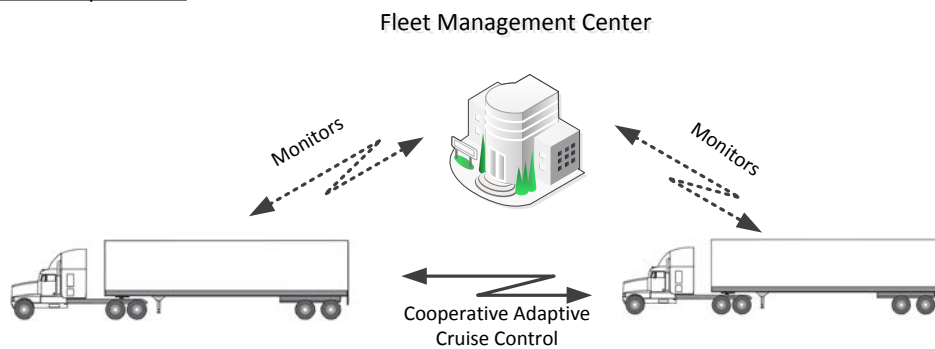 Fleet Management Center
Monitors
Monitors
Cooperative Adaptive
Cruise Control